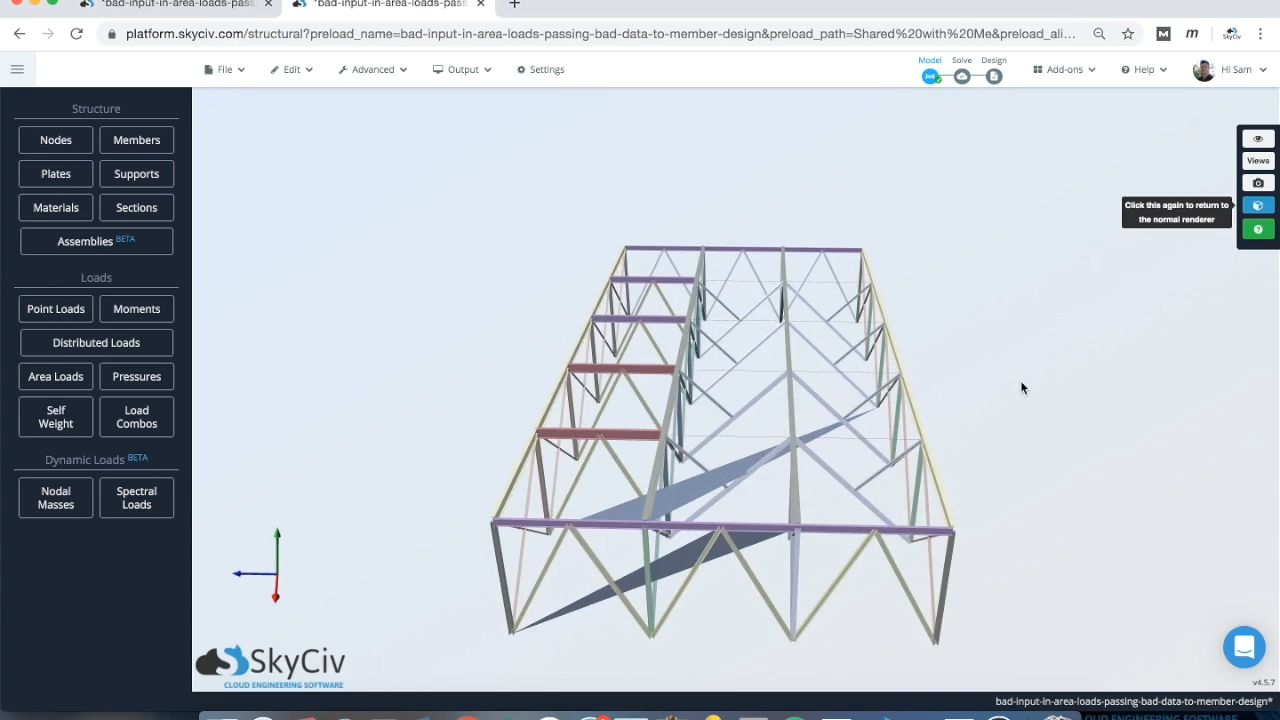 *bad-input-in-area-loads-pass
*bad-input-in-area-loads-pass
platform.skyciv.com/structural?preload_name=bad-input-in-area-loads-passing-bad-data-to-member-design&preload_path=Shared%20with%20Me&preload_ali...
File
Edit
Advanced
Output
Settings
Model
Solve
Design
Add-ons
Help
Hi Sam
Structure
Nodes
Members
Plates
Supports
Materials
Sections
Assemblies BETA
Loads
Point Loads
Moments
Distributed Loads
Area Loads
Pressures
Self
Weight
Load
Combos
Dynamic Loads BETA
Nodal
Masses
Spectral
Loads
Views
Click this again to return to
the normal renderer
SkyCiv
CLOUD ENGINEERING SOFTWARE
v4.5.7
bad-input-in-area-loads-passing-bad-data-to-member-design*